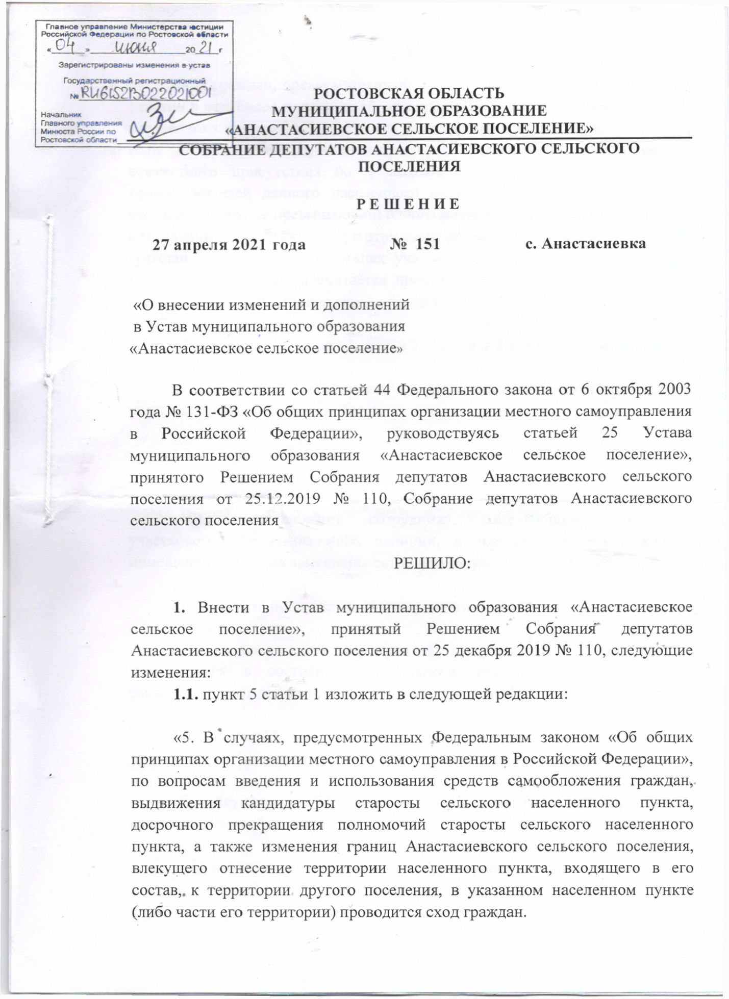 Главное управление Министерства юстиции
Российской Федерации по Ростовской области
«04» июня 2021 г
Зарегистрированы изменения в устав
Государственный регистрационный
№ RU615213022021001
Начальник
Главного управления
Минюста России по
Ростовской области
РОСТОВСКАЯ ОБЛАСТЬ
МУНИЦИПАЛЬНОЕ ОБРАЗОВАНИЕ
«АНАСТАСИЕВСКОЕ СЕЛЬСКОЕ ПОСЕЛЕНИЕ»
СОБРАНИЕ ДЕПУТАТОВ АНАСТАСИЕВСКОГО СЕЛЬСКОГО
ПОСЕЛЕНИЯ
Р Е Ш Е Н И Е
27 апреля 2021 года № 151 с. Анастасиевка
«О внесении изменений и дополнений
в Устав муниципального образования
«Анастасиевское сельское поселение»
В соответствии со статьей 44 Федерального закона от 6 октября 2003
года № 131-ФЗ «Об общих принципах организации местного самоуправления
в Российской Федерации», руководствуясь статьей 25 Устава
муниципального образования «Анастасиевское сельское поселение»,
принятого Решением Собрания депутатов Анастасиевского сельского
поселения от 25.12.2019 № 110, Собрание депутатов Анастасиевского
сельского поселения
РЕШИЛО:
1. Внести в Устав муниципального образования «Анастасиевское
сельское поселение», принятый Решением Собрания депутатов
Анастасиевского сельского поселения от 25 декабря 2019 № 110, следующие
изменения:
1.1. пункт 5 статьи 1 изложить в следующей редакции:
«5. В случаях, предусмотренных Федеральным законом «Об общих
принципах организации местного самоуправления в Российской Федерации»,
по вопросам введения и использования средств самообложения граждан,
выдвижения кандидатуры старосты сельского населенного пункта,
досрочного прекращения полномочий старосты сельского населенного
пункта, а также изменения границ Анастасиевского сельского поселения,
влекущего отнесение территории населенного пункта, входящего в его
состав, к территории другого поселения, в указанном населенном пункте
(либо части его территории) проводится сход граждан.